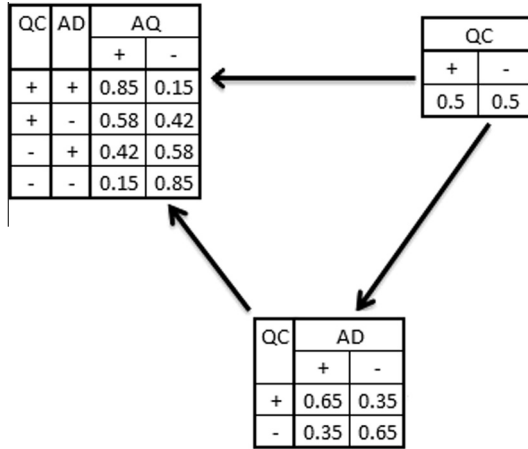 QC AD AQ
+ -
+ + 0.85 0.15
+ - 0.58 0.42
- + 0.42 0.58
- - 0.15 0.85
QC
+ -
0.5 0.5
QC AD
+ -
+ 0.65 0.35
- 0.35 0.65